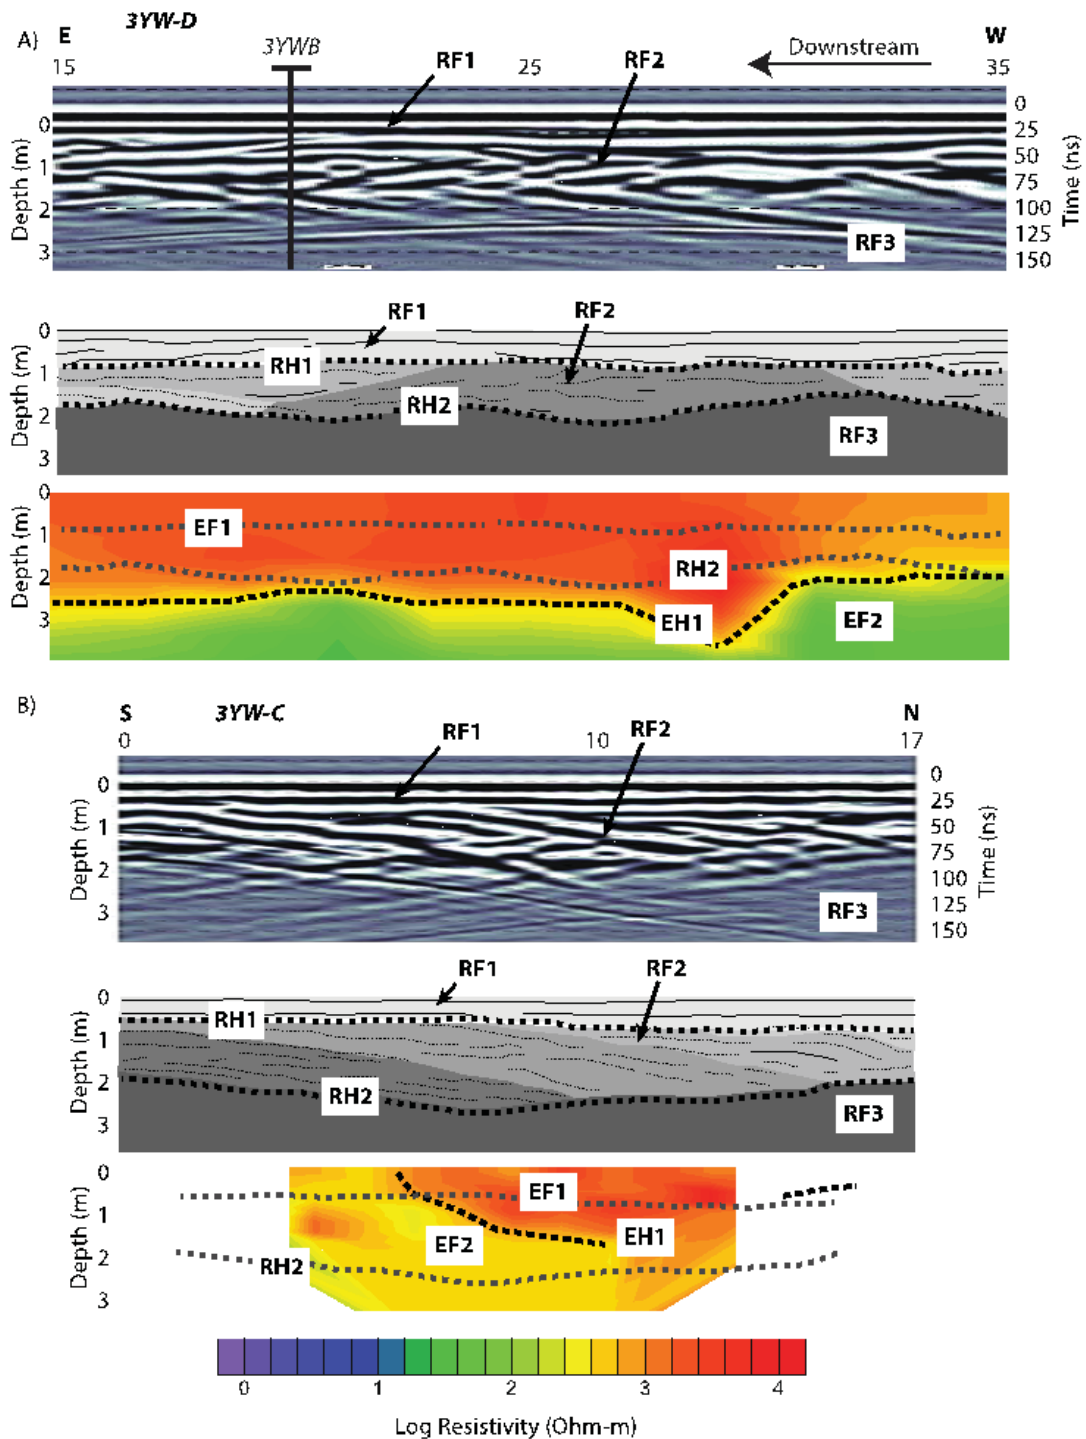 A) E 3YW-D 3YWB RF1 RF2 Downstream W
15 25 35
Depth (m) 0 1 2 3
RF3
0 25 50 75 100 125 150 Time (ns)
RF1 RF2
Depth (m) 0 1 2 3
RH1 RH2 RF3
Depth (m) 0 1 2 3
EF1 RH2 EH1 EF2
B) S 3YW-C RF1 RF2 N
0 10 17
Depth (m) 0 1 2 3
RF3
0 25 50 75 100 125 150 Time (ns)
RF1 RF2
Depth (m) 0 1 2 3
RH1 RH2 RF3
Depth (m) 0 1 2 3
EF1 EF2 EH1 RH2
0 1 2 3 4
Log Resistivity (Ohm-m)